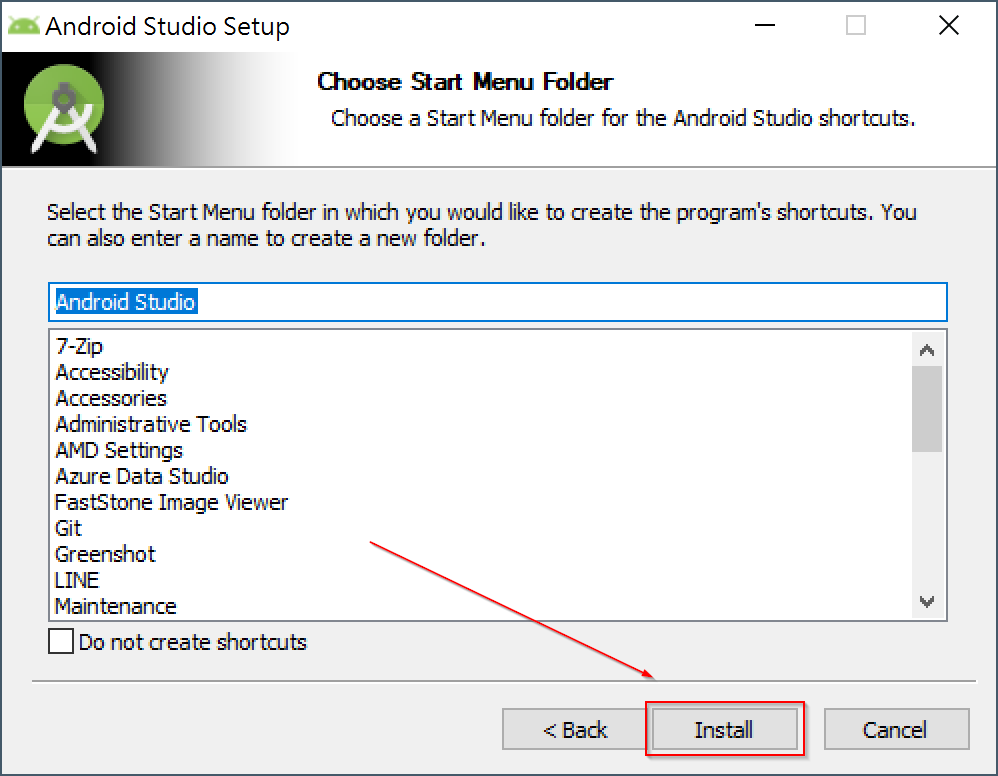 Android Studio Setup
Choose Start Menu Folder
Choose a Start Menu folder for the Android Studio shortcuts.
Select the Start Menu folder in which you would like to create the program's shortcuts. You
can also enter a name to create a new folder.
Android Studio
7-Zip
Accessibility
Accessories
Administrative Tools
AMD Settings
Azure Data Studio
FastStone Image Viewer
Git
Greenshot
LINE
Maintenance
Do not create shortcuts
< Back Install Cancel